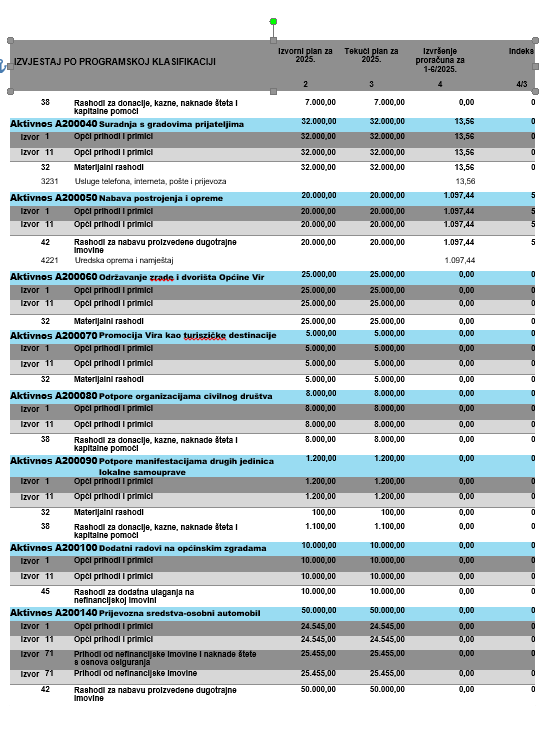 IZVJEŠTAJ PO PROGRAMSKOJ KLASIFIKACIJI Izvorni plan za 2025. Tekući plan za 2025. Izvršenje proračuna za 1-6/2025. Indeks
2 3 4 4/3
38 Rashodi za donacije, kazne, naknade šteta i kapitalne pomoći 7.000,00 7.000,00 0,00 0
Aktivnos A200040 Suradnja s gradovima prijateljima 32.000,00 32.000,00 13,56 0
Izvor 1 Opći prihodi i primici 32.000,00 32.000,00 13,56 0
Izvor 11 Opći prihodi i primici 32.000,00 32.000,00 13,56 0
32 Materijalni rashodi 32.000,00 32.000,00 13,56 0
3231 Usluge telefona, interneta, pošte i prijevoza 13,56
Aktivnos A200050 Nabava postrojenja i opreme 20.000,00 20.000,00 1.097,44 5
Izvor 1 Opći prihodi i primici 20.000,00 20.000,00 1.097,44 5
Izvor 11 Opći prihodi i primici 20.000,00 20.000,00 1.097,44 5
42 Rashodi za nabavu proizvedene dugotrajne imovine 20.000,00 20.000,00 1.097,44 5
4221 Uredska oprema i namještaj 1.097,44
Aktivnos A200060 Održavanje zgrade i dvorišta Općine Vir 25.000,00 25.000,00 0,00 0
Izvor 1 Opći prihodi i primici 25.000,00 25.000,00 0,00 0
Izvor 11 Opći prihodi i primici 25.000,00 25.000,00 0,00 0
32 Materijalni rashodi 25.000,00 25.000,00 0,00 0
Aktivnos A200070 Promocija Vira kao destinacije 5.000,00 5.000,00 0,00 0
Izvor 1 Opći prihodi i primici 5.000,00 5.000,00 0,00 0
Izvor 11 Opći prihodi i primici 5.000,00 5.000,00 0,00 0
32 Materijalni rashodi 5.000,00 5.000,00 0,00 0
Aktivnos A200080 Potpore organizacijama civilnog društva 8.000,00 8.000,00 0,00 0
Izvor 1 Opći prihodi i primici 8.000,00 8.000,00 0,00 0
Izvor 11 Opći prihodi i primici 8.000,00 8.000,00 0,00 0
38 Rashodi za donacije, kazne, naknade šteta i kapitalne pomoći 8.000,00 8.000,00 0,00 0
Aktivnos A200090 Potpore manifestacijama drugih jedinica lokalne samouprave 1.200,00 1.200,00 0,00 0
Izvor 1 Opći prihodi i primici 1.200,00 1.200,00 0,00 0
Izvor 11 Opći prihodi i primici 1.200,00 1.200,00 0,00 0
32 Materijalni rashodi 100,00 100,00 0,00 0
38 Rashodi za donacije, kazne, naknade šteta i kapitalne pomoći 1.100,00 1.100,00 0,00 0
Aktivnos A200100 Dodatni radovi na općinskim zgradama 10.000,00 10.000,00 0,00 0
Izvor 1 Opći prihodi i primici 10.000,00 10.000,00 0,00 0
Izvor 11 Opći prihodi i primici 10.000,00 10.000,00 0,00 0
45 Rashodi za dodatna ulaganja na nefinancijskoj imovini 10.000,00 10.000,00 0,00 0
Aktivnos A200140 Prijevozna sredstva-osobni automobil 50.000,00 50.000,00 0,00 0
Izvor 1 Opći prihodi i primici 24.545,00 24.545,00 0,00 0
Izvor 11 Opći prihodi i primici 24.545,00 24.545,00 0,00 0
Izvor 71 Prihodi od nefinancijske imovine i naknade štete s osnova osiguranja 25.455,00 25.455,00 0,00 0
Izvor 71 Prihodi od nefinancijske imovine 25.455,00 25.455,00 0,00 0
42 Rashodi za nabavu proizvedene dugotrajne imovine 50.000,00 50.000,00 0,00 0